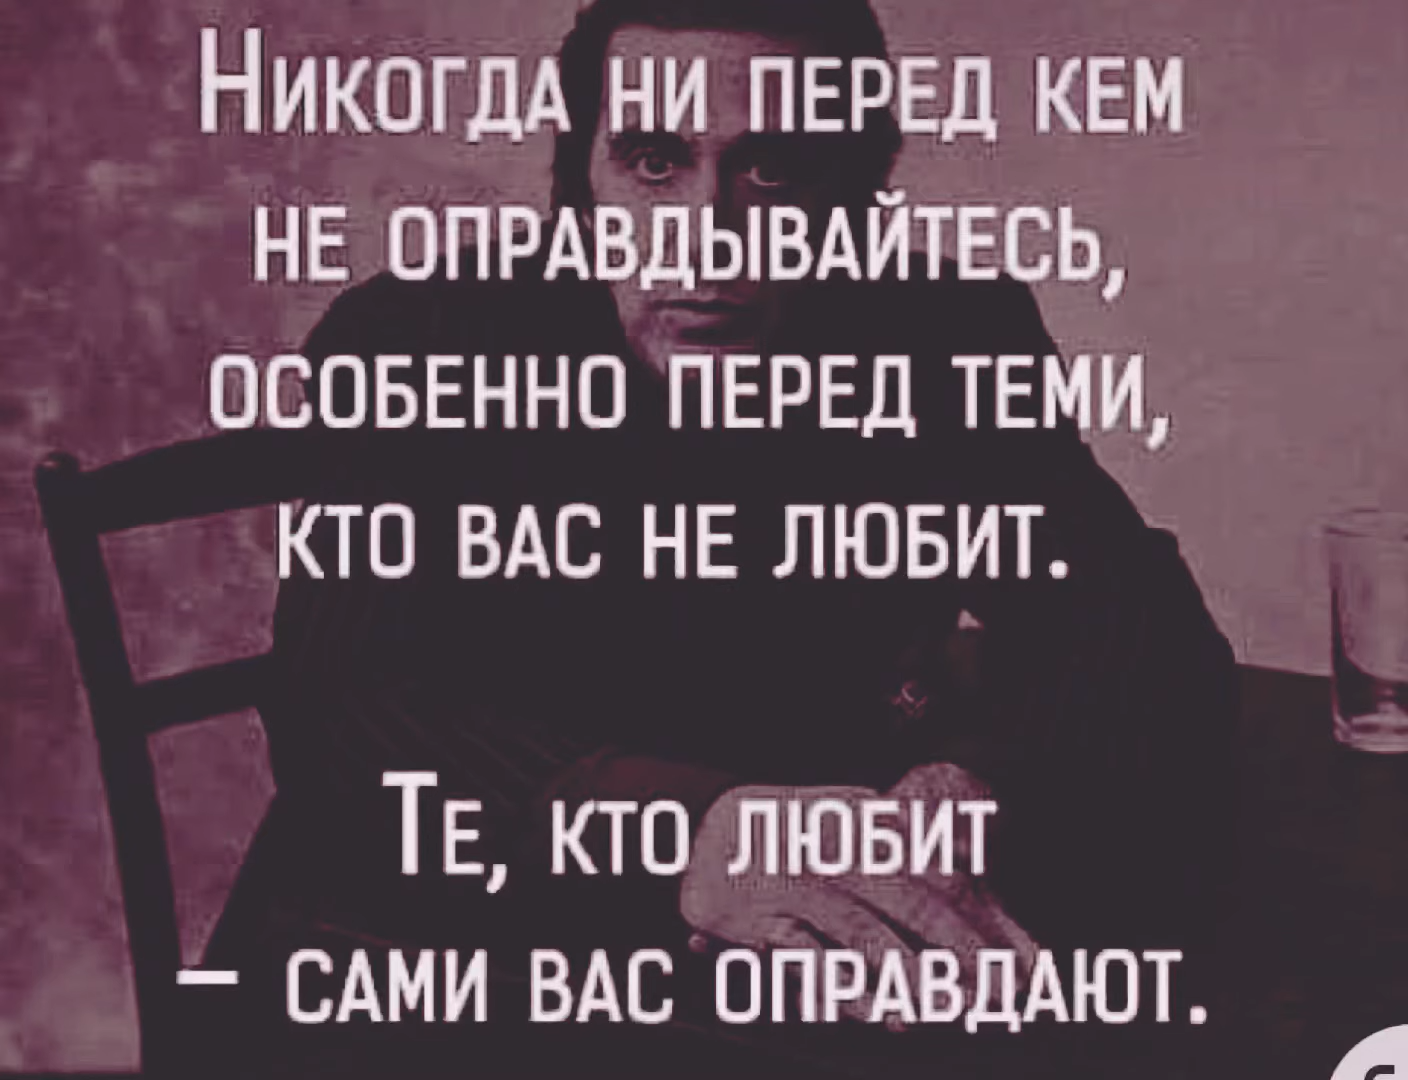 Никогда ни перед кем
не оправдывайтесь,
особенно перед теми,
кто вас не любит.
Те, кто любит
– сами вас оправдают.